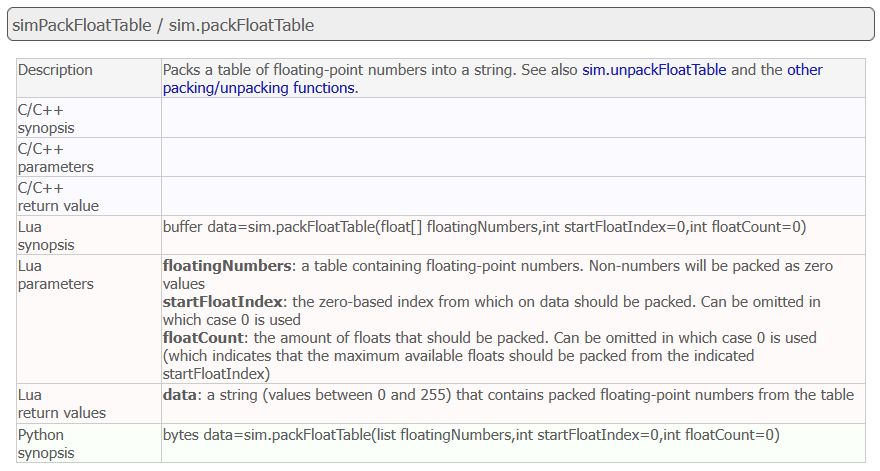 simPackFloatTable / sim.packFloatTable
Description
Packs a table of floating-point numbers into a string. See also sim.unpackFloatTable and the other
packing/unpacking functions.
C/C++
synopsis
C/C++
parameters
C/C++
return value
Lua
synopsis
buffer data=sim.packFloatTable(float[] floatingNumbers,int startFloatIndex=0,int floatCount=0)
Lua
parameters
floatingNumbers: a table containing floating-point numbers. Non-numbers will be packed as zero
values
startFloatIndex: the zero-based index from which on data should be packed. Can be omitted in
which case 0 is used
floatCount: the amount of floats that should be packed. Can be omitted in which case 0 is used
(which indicates that the maximum available floats should be packed from the indicated
startFloatIndex)
Lua
return values
data: a string (values between 0 and 255) that contains packed floating-point numbers from the table
Python
synopsis
bytes data=sim.packFloatTable(list floatingNumbers,int startFloatIndex=0,int floatCount=0)